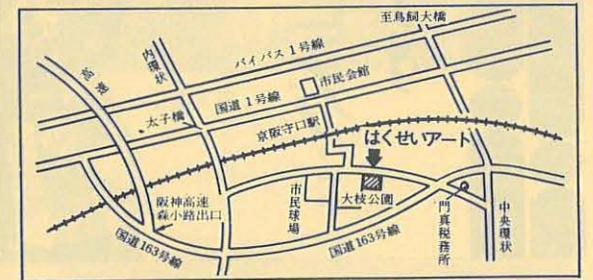 至鳥飼大橋
内環状
高速
バイパス1号線
市民会館
国道1号線
太子橋
京阪守口駅
はくせいアート
阪神高速
森小路出口
市民球場
大枝公園
門真税務所
中央環状
国道163号線
国道163号線